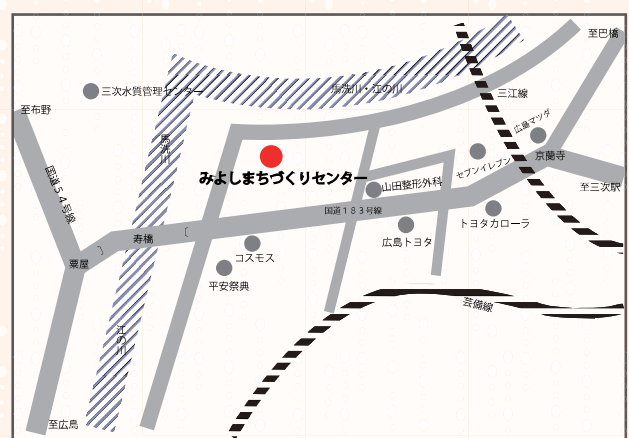 至巴橋
三次水質管理センター
馬洗川・江の川
三江線
至布野
広島マツダ
馬洗川
京蘭寺
セブンイレブン
みよしまちづくりセンター
山田整形外科
至三次駅
国道５４号線
国道１８３号線
トヨタカローラ
寿橋
広島トヨタ
コスモス
粟屋
平安祭典
芸備線
江の川
至広島